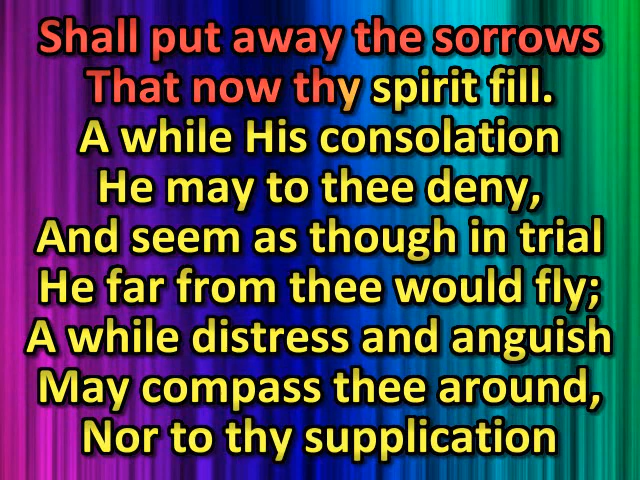 Shall put away the sorrows
That now thy spirit fill.
A while His consolation
He may to thee deny,
And seem as though in trial
He far from thee would fly;
A while distress and anguish
May compass thee around,
Nor to thy supplication